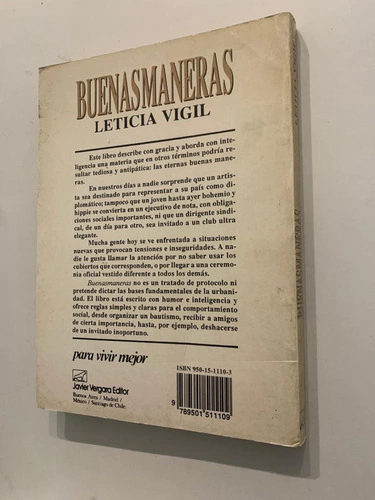 BUENASMANERAS
LETICIA VIGIL
Este libro describe con gracia y aborda con inte-
ligencia una materia que en otros términos podría re-
sultar tediosa y antipática: las eternas buenas mane-
ras.
En nuestros días a nadie sorprende que un artis-
ta sea destinado para representar a su país como di-
plomático; tampoco que un joven hasta ayer bohemio y
hippie se convierta en un ejecutivo de nota, con obliga-
ciones sociales importantes, ni que un dirigente sindi-
cal, de un día para otro, sea invitado a un club ultra
elegante.
Mucha gente hoy se ve enfrentada a situaciones
nuevas que provocan tensiones e inseguridades. A na-
die le gusta llamar la atención por no saber usar los
cubiertos que corresponden, o por llegar a una ceremo-
nia oficial vestido diferente a todos los demás.
Buenasmaneras no es un tratado de protocolo ni
pretende dictar las bases fundamentales de la urbani-
dad. El libro está escrito con humor e inteligencia y
ofrece reglas simples y claras para el comportamiento
social, desde organizar un bautismo, recibir a amigos
de cierta importancia, hasta, por ejemplo, deshacerse
de un invitado inoportuno.
para vivir mejor
Javier Vergara Editor
Buenos Aires / Madrid /
México / Santiago de Chile.
ISBN 950-15-1110-3
9 789501 511109
BUENASMANERAS